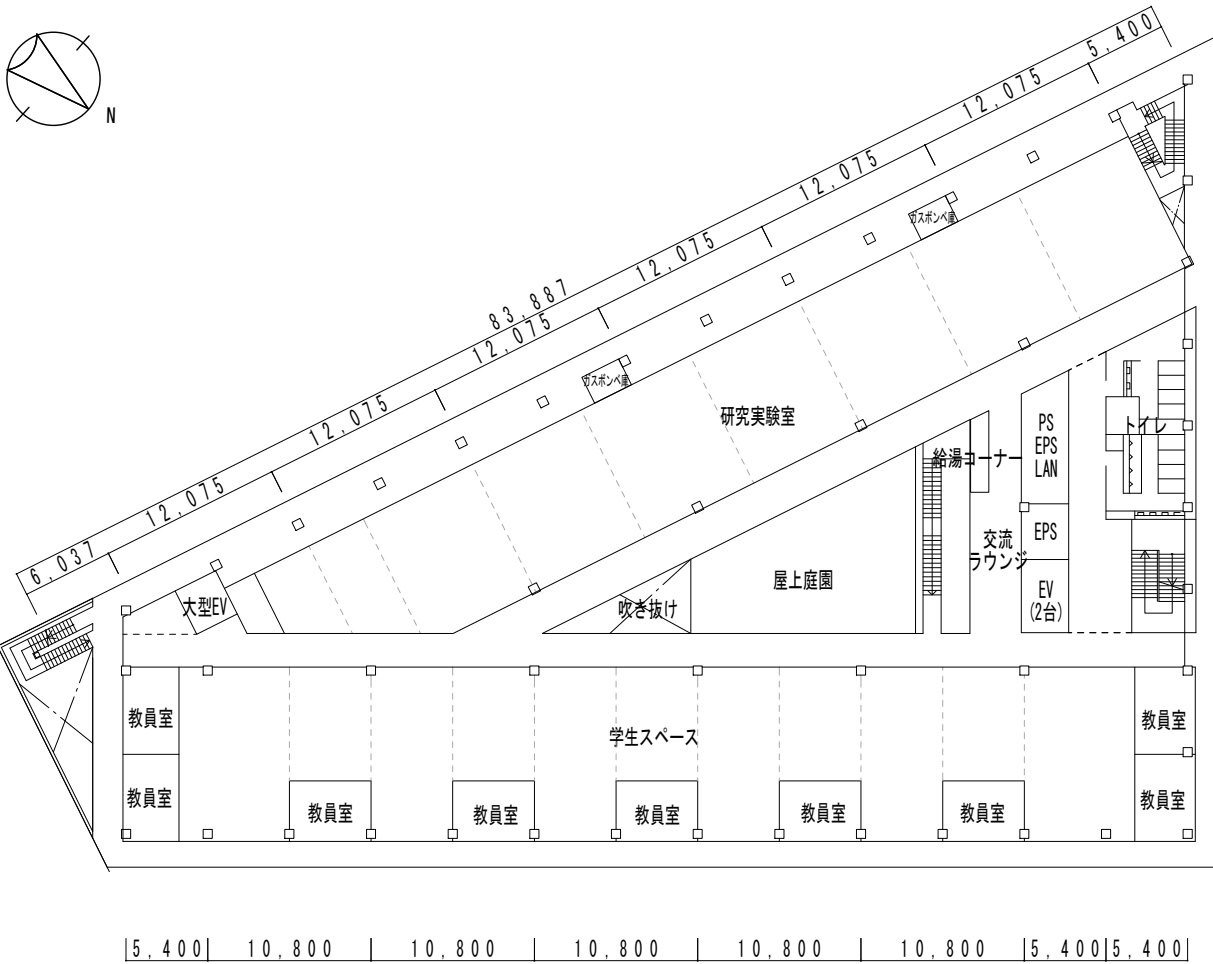 N
5,400
12,075
12,075
12,075
83,887
12,075
12,075
12,075
6,037
ガスボンベ庫
ガスボンベ庫
研究実験室
トイレ
PS
EPS
LAN
給湯コーナー
EPS
交流
ラウンジ
EV
(2台)
屋上庭園
吹き抜け
大型EV
教員室
教員室
学生スペース
教員室
教員室
教員室
教員室
教員室
教員室
教員室
5,400
10,800
10,800
10,800
10,800
10,800
5,400
5,400